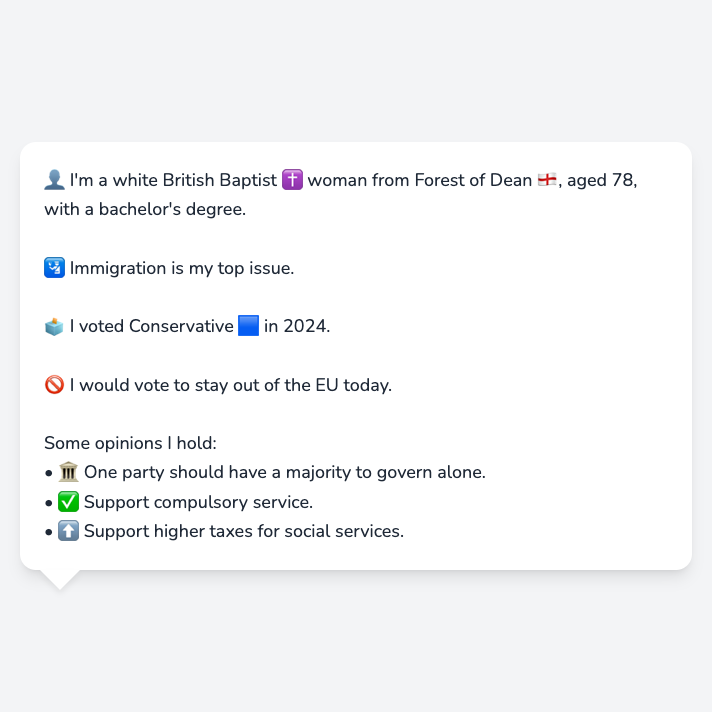 👤 I'm a white British Baptist ✝️ woman from Forest of Dean 🏴󠁧󠁢󠁥󠁮󠁧󠁿, aged 78,
with a bachelor's degree.
🛂 Immigration is my top issue.
🗳️ I voted Conservative 🟦 in 2024.
🚫 I would vote to stay out of the EU today.
Some opinions I hold:
• 🏛️ One party should have a majority to govern alone.
• ✅ Support compulsory service.
• ⬆️ Support higher taxes for social services.